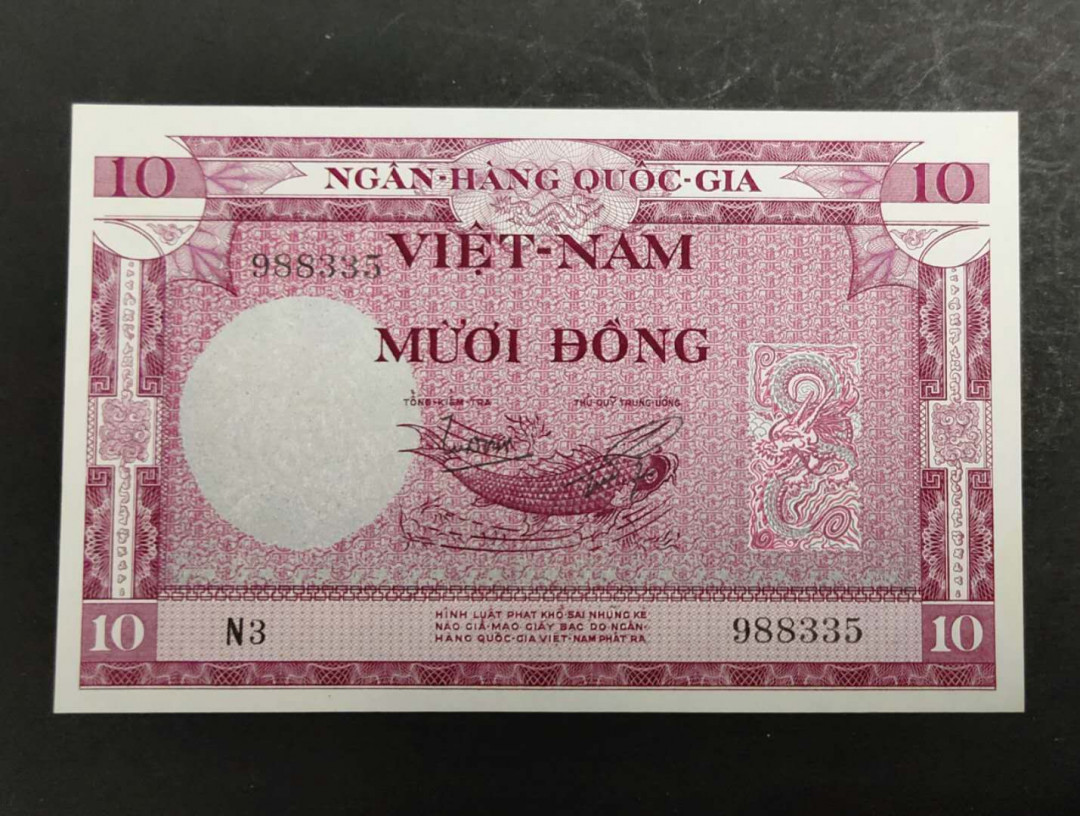 10 NGÂN-HÀNG QUỐC-GIA 10
988335 VIỆT-NAM
MƯỜI ĐỒNG
TỔNG-KIỂM-TRA THỦ-QUỸ TRUNG-ƯƠNG
10 N3 HÌNH LUẬT PHẠT KHỔ SAI NHỮNG KẺ 988335 10
NÀO GIẢ-MẠO GIẤY BẠC DO NGÂN-
HÀNG QUỐC-GIA VIỆT-NAM PHÁT RA